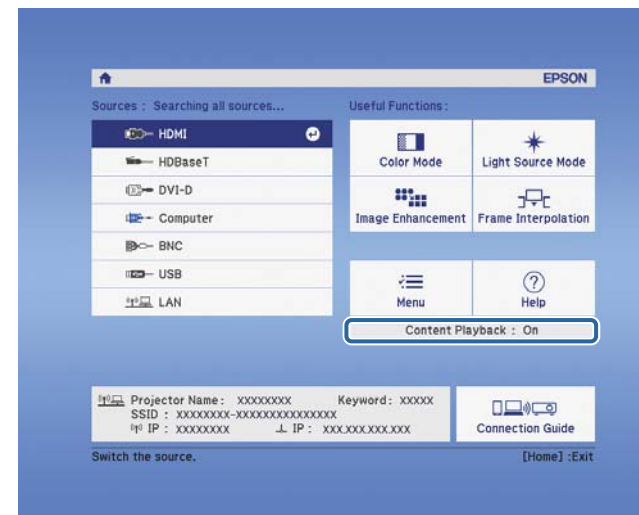 EPSON
Sources : Searching all sources...
HDMI
HDBaseT
DVI-D
Computer
BNC
USB
LAN
Useful Functions :
Color Mode
Light Source Mode
Image Enhancement
Frame Interpolation
Menu
Help
Content Playback : On
Projector Name : XXXXXXXX Keyword : XXXXX
SSID : XXXXXXXX-XXXXXXXXXXXXXXX
IP : XXXXXXXX IP : XXX.XXX.XXX.XXX
Connection Guide
Switch the source.
[Home] :Exit